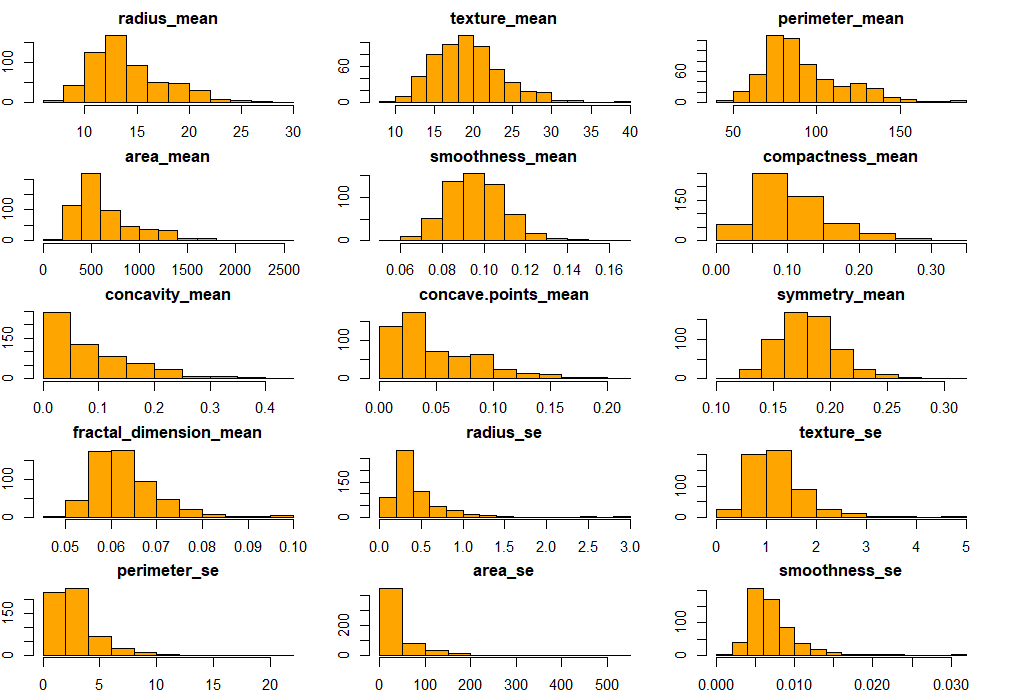 radius_mean texture_mean perimeter_mean
100 60 60
0 0 0
10 15 20 25 30 10 15 20 25 30 35 40 50 100 150
area_mean smoothness_mean compactness_mean
100 100 150
0 0 0
0 500 1000 1500 2000 2500 0.06 0.08 0.10 0.12 0.14 0.16 0.00 0.10 0.20 0.30
concavity_mean concave.points_mean symmetry_mean
150 100 100
0 0 0
0.0 0.1 0.2 0.3 0.4 0.00 0.05 0.10 0.15 0.20 0.10 0.15 0.20 0.25 0.30
fractal_dimension_mean radius_se texture_se
100 150 100
0 0 0
0.05 0.06 0.07 0.08 0.09 0.10 0.0 0.5 1.0 1.5 2.0 2.5 3.0 0 1 2 3 4 5
perimeter_se area_se smoothness_se
150 200 100
0 0 0
0 5 10 15 20 0 100 200 300 400 500 0.000 0.010 0.020 0.030